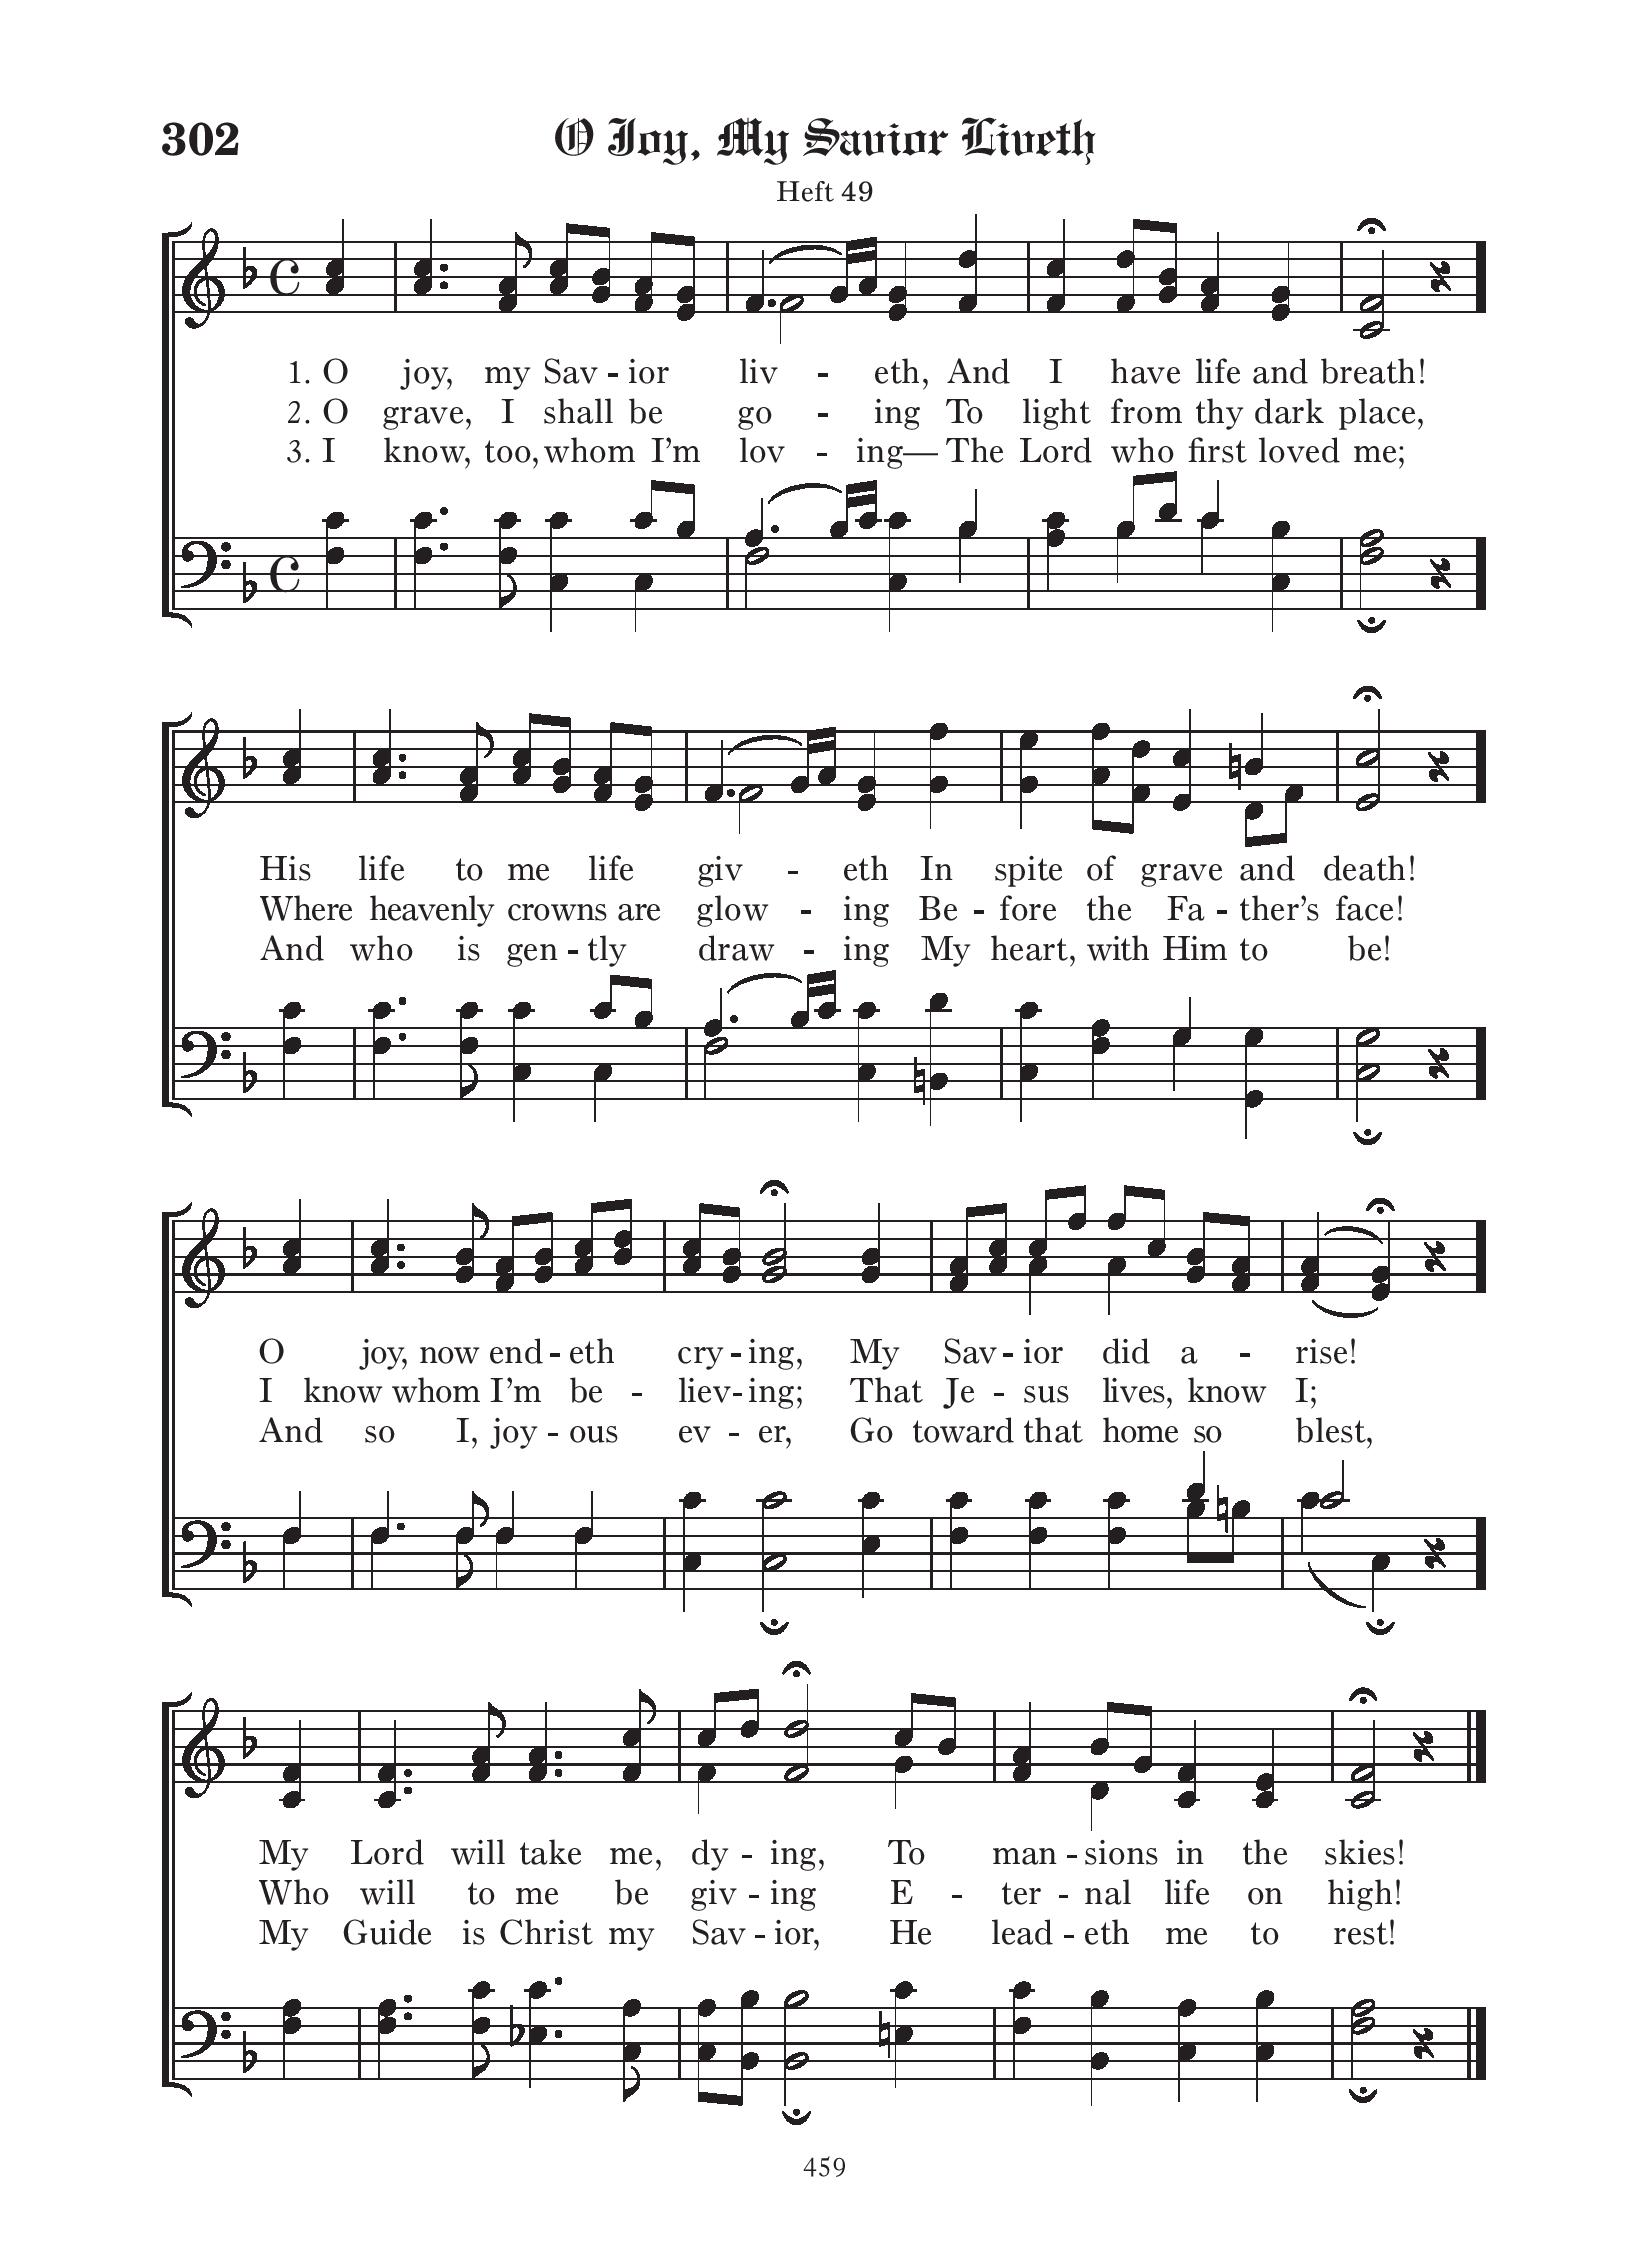 302
O Joy, My Savior Liveth
Heft 49
1. O joy, my Sav - ior liv - eth, And I have life and breath!
2. O grave, I shall be go - ing To light from thy dark place,
3. I know, too, whom I'm lov - ing— The Lord who first loved me;
His life to me life giv - eth In spite of grave and death!
Where heavenly crowns are glow - ing Be - fore the Fa - ther's face!
And who is gen - tly draw - ing My heart, with Him to be!
O joy, now end - eth cry - ing, My Sav - ior did a - rise!
I know whom I'm be - liev - ing; That Je - sus lives, know I;
And so I, joy - ous ev - er, Go toward that home so blest,
My Lord will take me, dy - ing, To man - sions in the skies!
Who will to me be giv - ing E - ter - nal life on high!
My Guide is Christ my Sav - ior, He lead - eth me to rest!
459